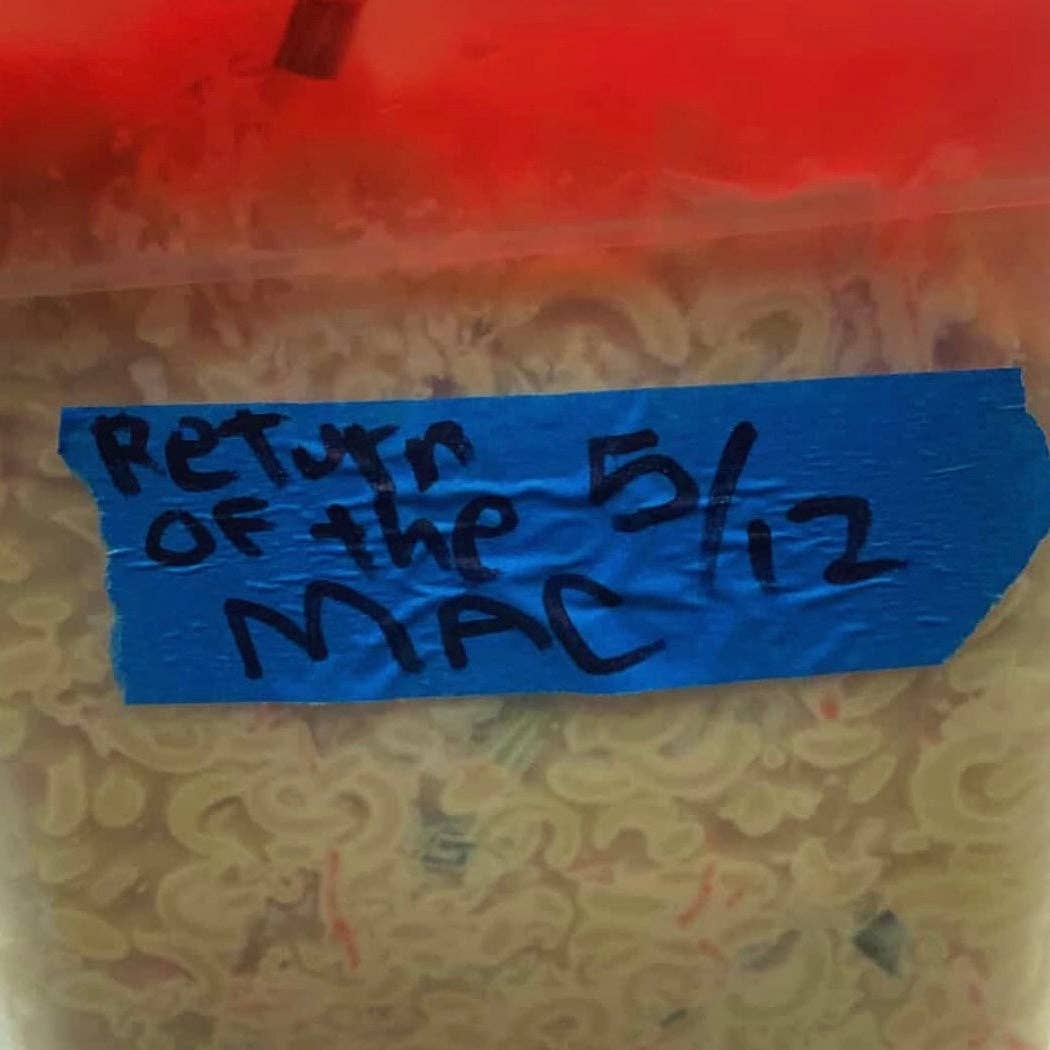 Return
OF the
MAC
5/12